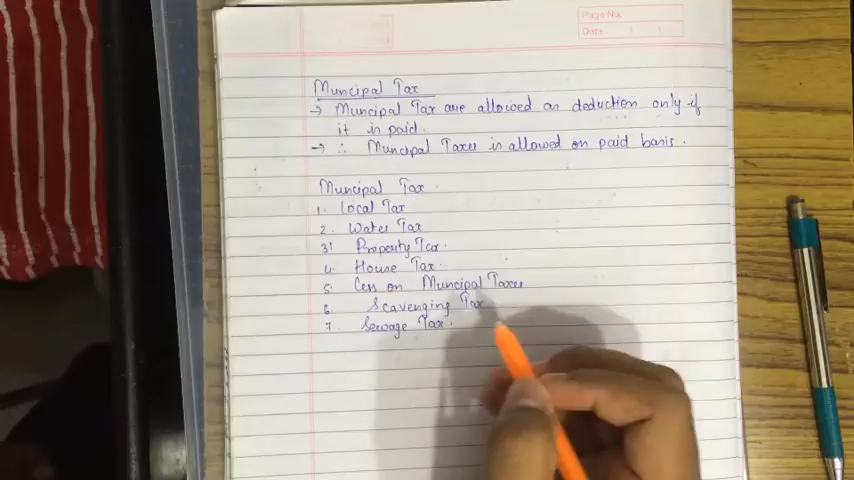 Page No.
Date
Muncipal Tax
→ Muncipal Tax are allowed as deduction only if
it is paid.
→ ∴ Muncipal Taxes is allowed on paid basis.
Muncipal Tax.
1. Local Tax
2. Water Tax
3. Property Tax.
4. House Tax.
5. Cess on Muncipal Taxes
6. Scavenging Tax
7. Sewage Tax.